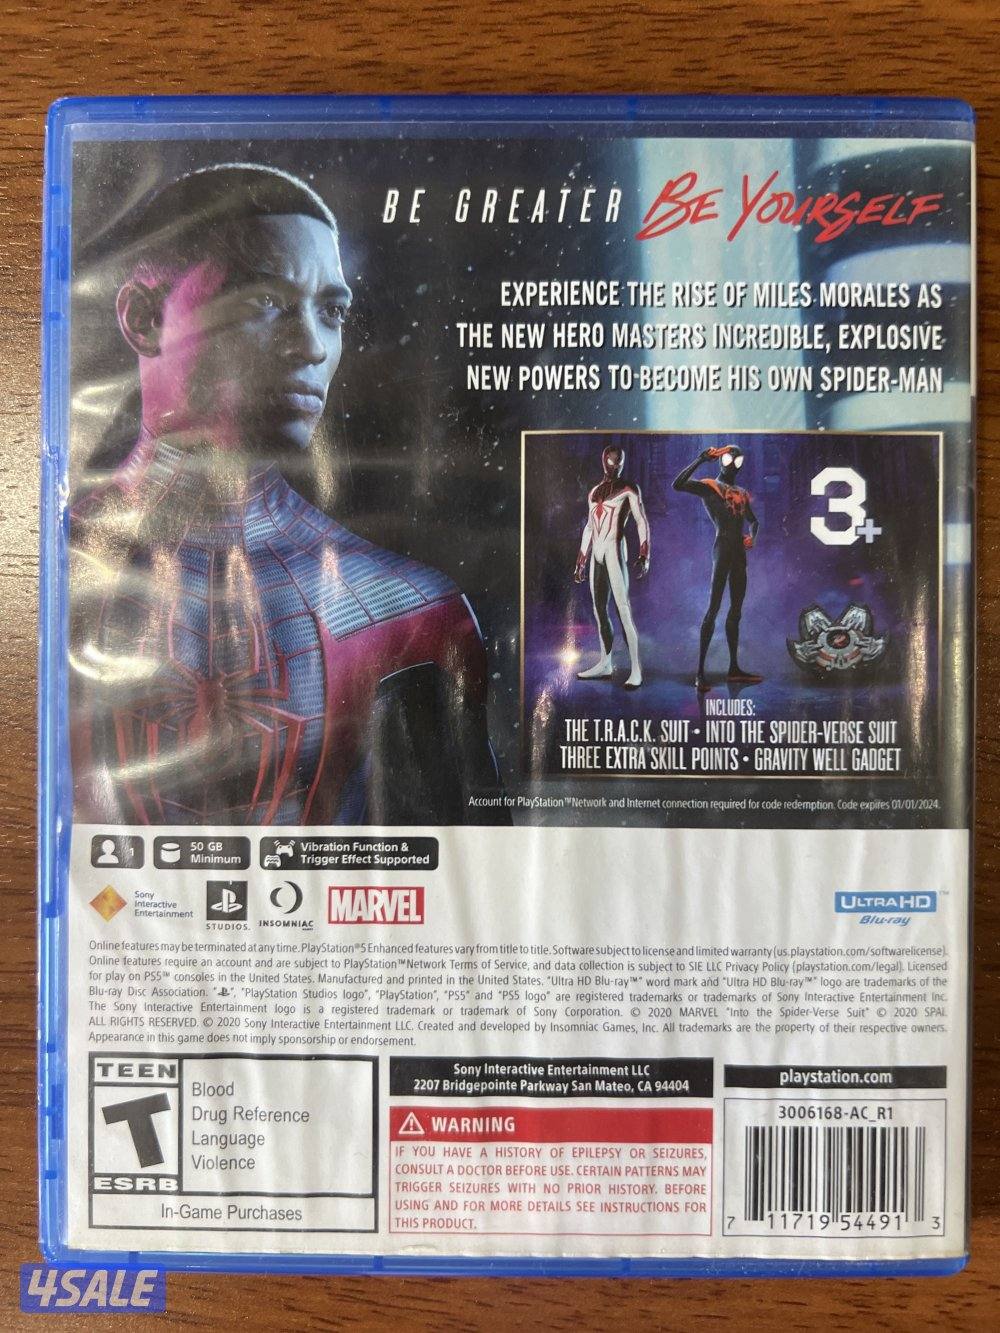 BE GREATER BE YOURSELF
EXPERIENCE THE RISE OF MILES MORALES AS
THE NEW HERO MASTERS INCREDIBLE, EXPLOSIVE
NEW POWERS TO BECOME HIS OWN SPIDER-MAN
3+
INCLUDES:
THE T.R.A.C.K. SUIT • INTO THE SPIDER-VERSE SUIT
THREE EXTRA SKILL POINTS • GRAVITY WELL GADGET
Account for PlayStation™Network and Internet connection required for code redemption. Code expires 01/01/2024.
1
50 GB
Minimum
Vibration Function &
Trigger Effect Supported
Sony
Interactive
Entertainment
STUDIOS.
INSOMNIAC
GAMES
MARVEL
ULTRA HD™
Blu-ray
Online features may be terminated at any time. PlayStation®5 Enhanced features vary from title to title. Software subject to license and limited warranty (us.playstation.com/softwarelicense).
Online features require an account and are subject to PlayStation™Network Terms of Service, and data collection is subject to SIE LLC Privacy Policy (playstation.com/legal). Licensed
for play on PS5™ consoles in the United States. Manufactured and printed in the United States. "Ultra HD Blu-ray™" word mark and "Ultra HD Blu-ray™" logo are trademarks of the
Blu-ray Disc Association. "PS", "PlayStation Studios logo", "PlayStation", "PS5" and "PS5 logo" are registered trademarks or trademarks of Sony Interactive Entertainment Inc.
The Sony Interactive Entertainment logo is a registered trademark or trademark of Sony Corporation. © 2020 MARVEL "Into the Spider-Verse Suit" © 2020 SPAI.
ALL RIGHTS RESERVED. © 2020 Sony Interactive Entertainment LLC. Created and developed by Insomniac Games, Inc. All trademarks are the property of their respective owners.
Appearance in this game does not imply sponsorship or endorsement.
TEEN
T
ESRB
Blood
Drug Reference
Language
Violence
In-Game Purchases
Sony Interactive Entertainment LLC
2207 Bridgepointe Parkway San Mateo, CA 94404
WARNING
IF YOU HAVE A HISTORY OF EPILEPSY OR SEIZURES,
CONSULT A DOCTOR BEFORE USE. CERTAIN PATTERNS MAY
TRIGGER SEIZURES WITH NO PRIOR HISTORY. BEFORE
USING AND FOR MORE DETAILS SEE INSTRUCTIONS FOR
THIS PRODUCT.
playstation.com
3006168-AC_R1
7 11719 54491 3
4SALE